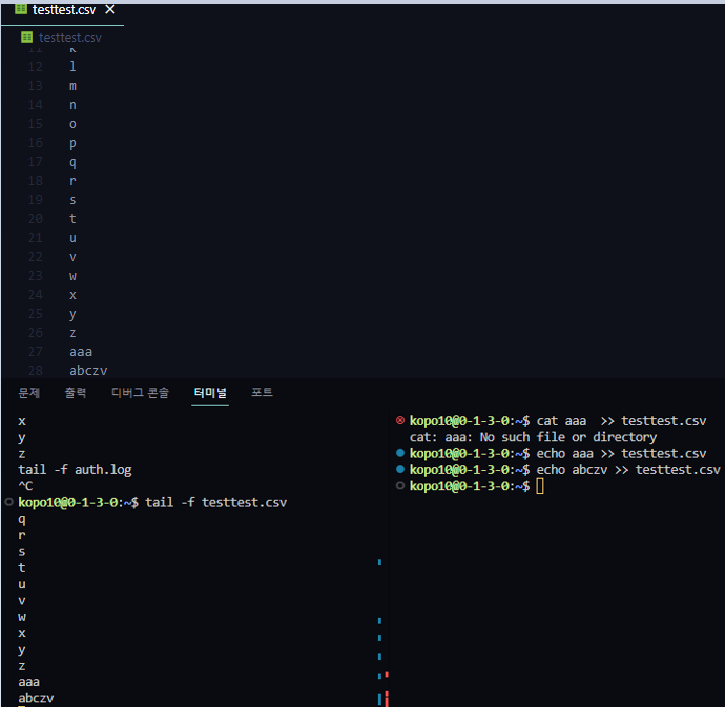 testtest.csv
testtest.csv
11 k
12 l
13 m
14 n
15 o
16 p
17 q
18 r
19 s
20 t
21 u
22 v
23 w
24 x
25 y
26 z
27 aaa
28 abczv
문제 출력 디버그 콘솔 터미널 포트
x
y
z
tail -f auth.log
^C
kopo10@0-1-3-0:~$ tail -f testtest.csv
q
r
s
t
u
v
w
x
y
z
aaa
abczv
kopo10@0-1-3-0:~$ cat aaa  >> testtest.csv
cat: aaa: No such file or directory
kopo10@0-1-3-0:~$ echo aaa >> testtest.csv
kopo10@0-1-3-0:~$ echo abczv >> testtest.csv
kopo10@0-1-3-0:~$